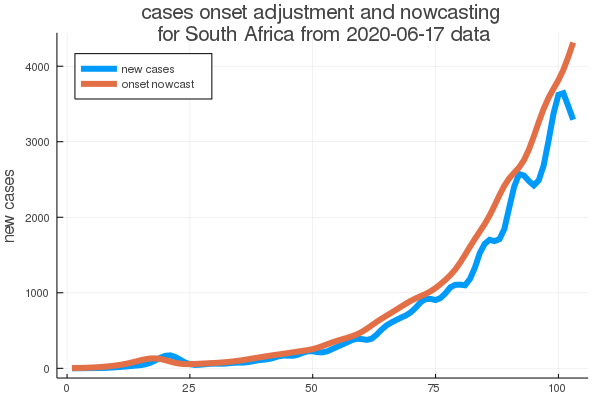 cases onset adjustment and nowcasting
for South Africa from 2020-06-17 data
new cases
onset nowcast
new cases
4000
3000
2000
1000
0
0 25 50 75 100